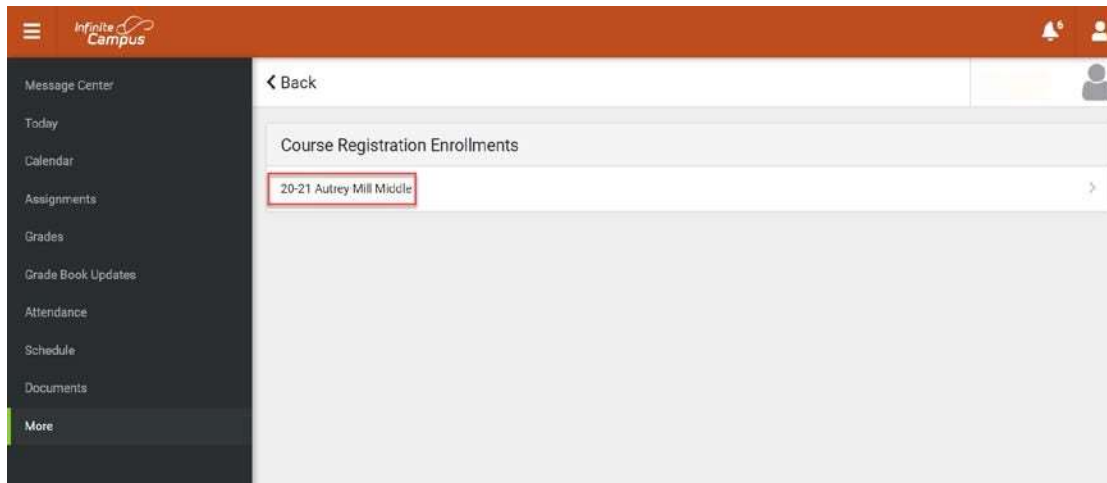 Infinite
Campus
6
Message Center
Today
Calendar
Assignments
Grades
Grade Book Updates
Attendance
Schedule
Documents
More
Back
Course Registration Enrollments
20-21 Autrey Mill Middle